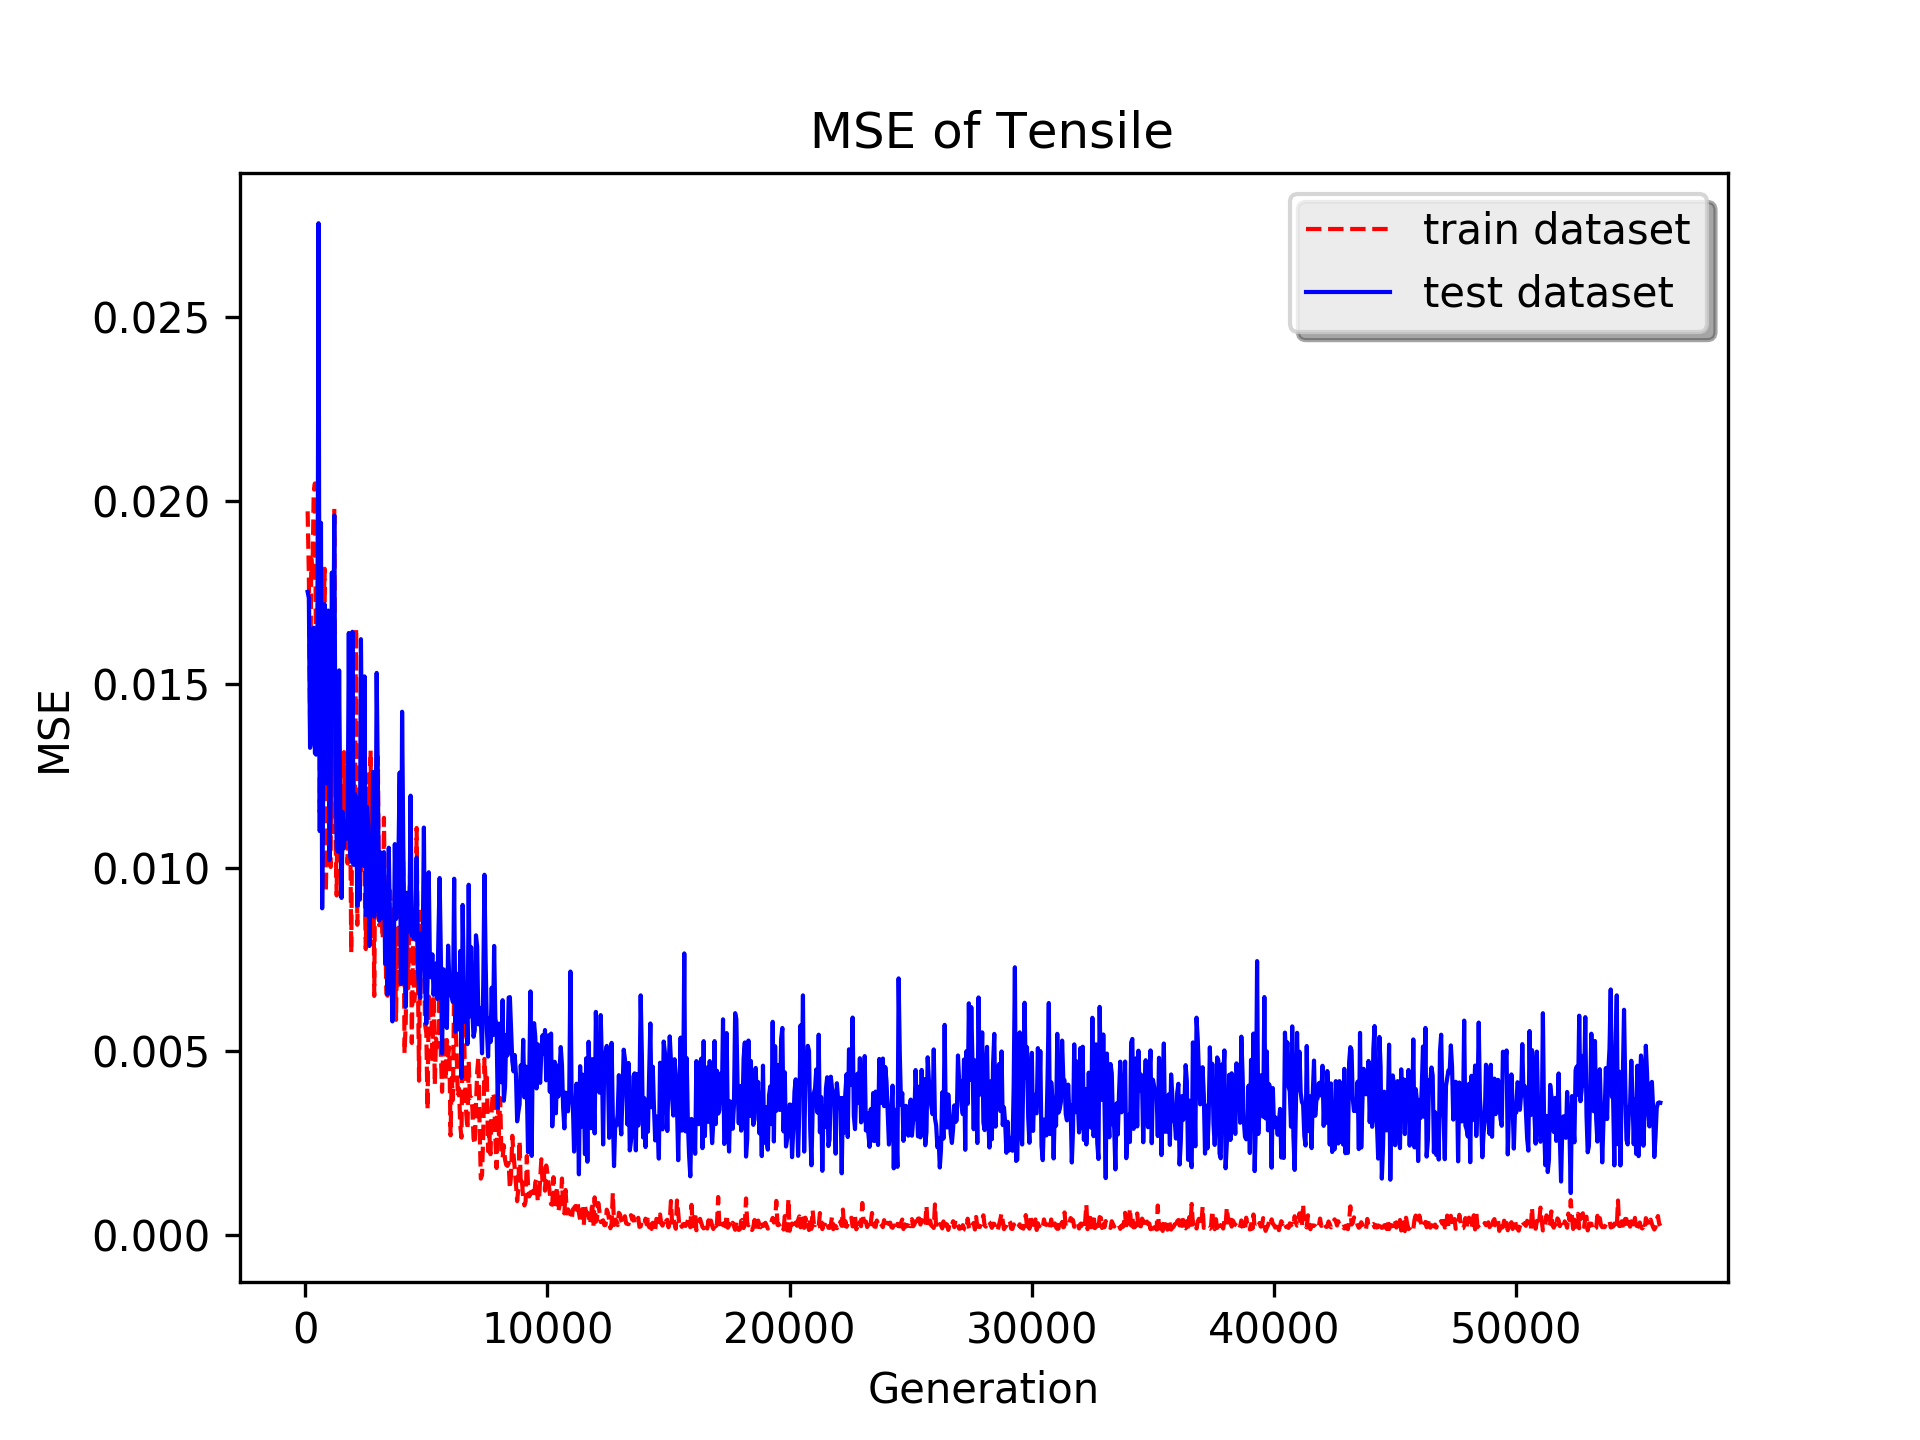 MSE of Tensile
train dataset
test dataset
MSE
0.025
0.020
0.015
0.010
0.005
0.000
0 10000 20000 30000 40000 50000
Generation